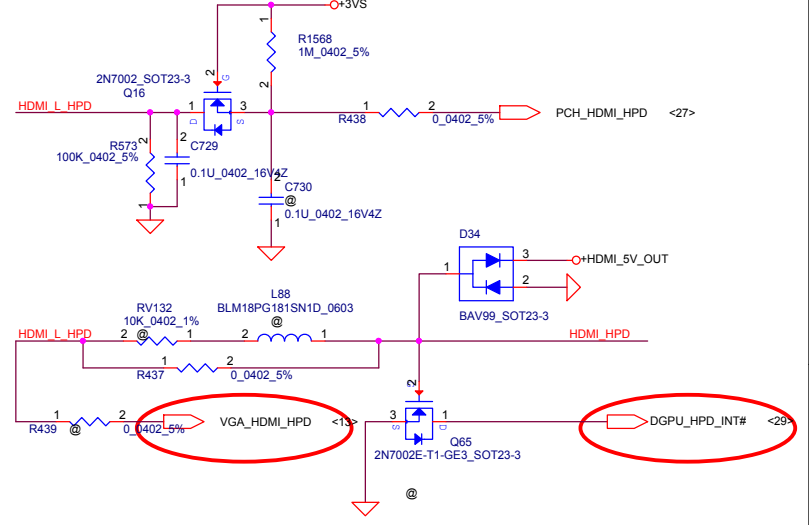 +3VS
1
R1568
1M_0402_5%
2
2N7002_SOT23-3
Q16
2
G
HDMI_L_HPD
1
D
3
S
1
R438
2
0_0402_5%
PCH_HDMI_HPD
<27>
R573
100K_0402_5%
2
1
2
C729
0.1U_0402_16V4Z
1
2
C730
@
0.1U_0402_16V4Z
1
D34
1
3
+HDMI_5V_OUT
2
BAV99_SOT23-3
L88
BLM18PG181SN1D_0603
@
RV132
10K_0402_1%
HDMI_L_HPD
2
@
1
2
1
HDMI_HPD
R437
1
2
0_0402_5%
R439
1
@
2
0_0402_5%
VGA_HDMI_HPD
<13>
2
3
S
1
D
Q65
2N7002E-T1-GE3_SOT23-3
@
DGPU_HPD_INT#
<29>